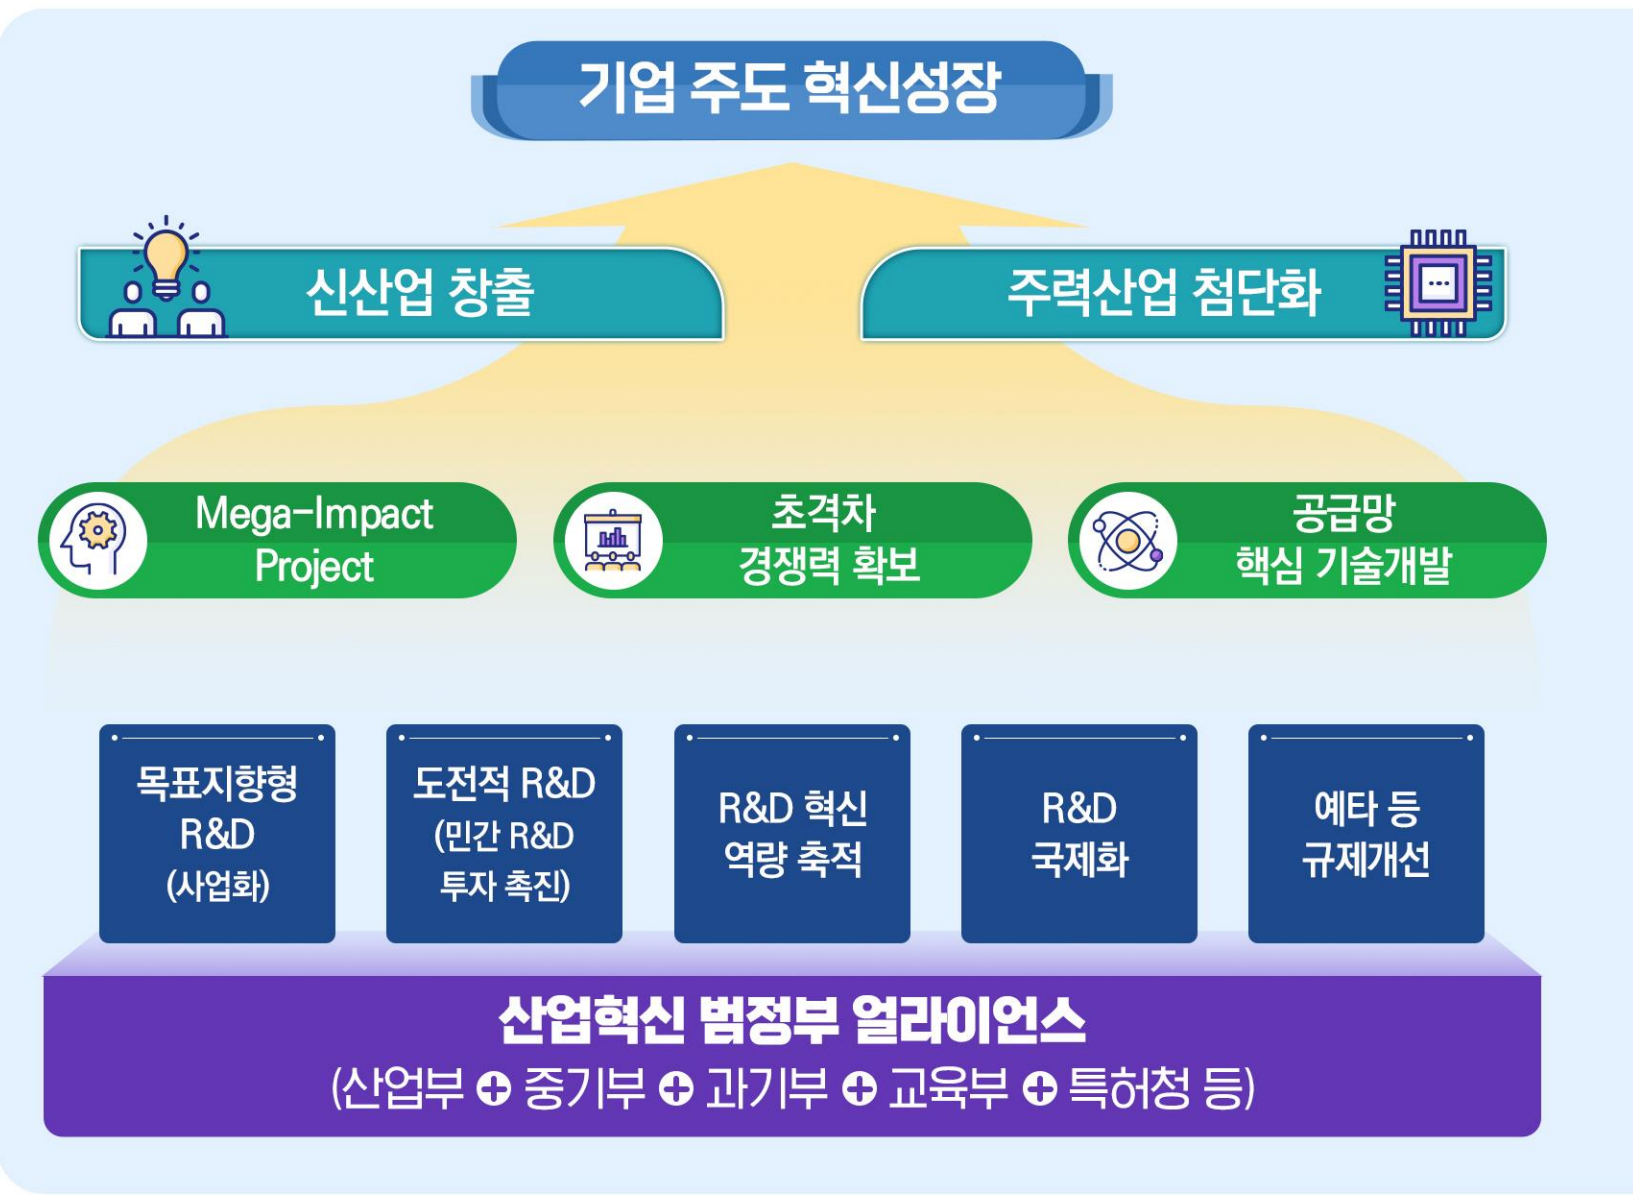 기업 주도 혁신성장
신산업 창출
주력산업 첨단화
Mega-Impact
Project
초격차
경쟁력 확보
공급망
핵심 기술개발
목표지향형
R&D
(사업화)
도전적 R&D
(민간 R&D
투자 촉진)
R&D 혁신
역량 축적
R&D
국제화
예타 등
규제개선
산업혁신 범정부 얼라이언스
(산업부 + 중기부 + 과기부 + 교육부 + 특허청 등)